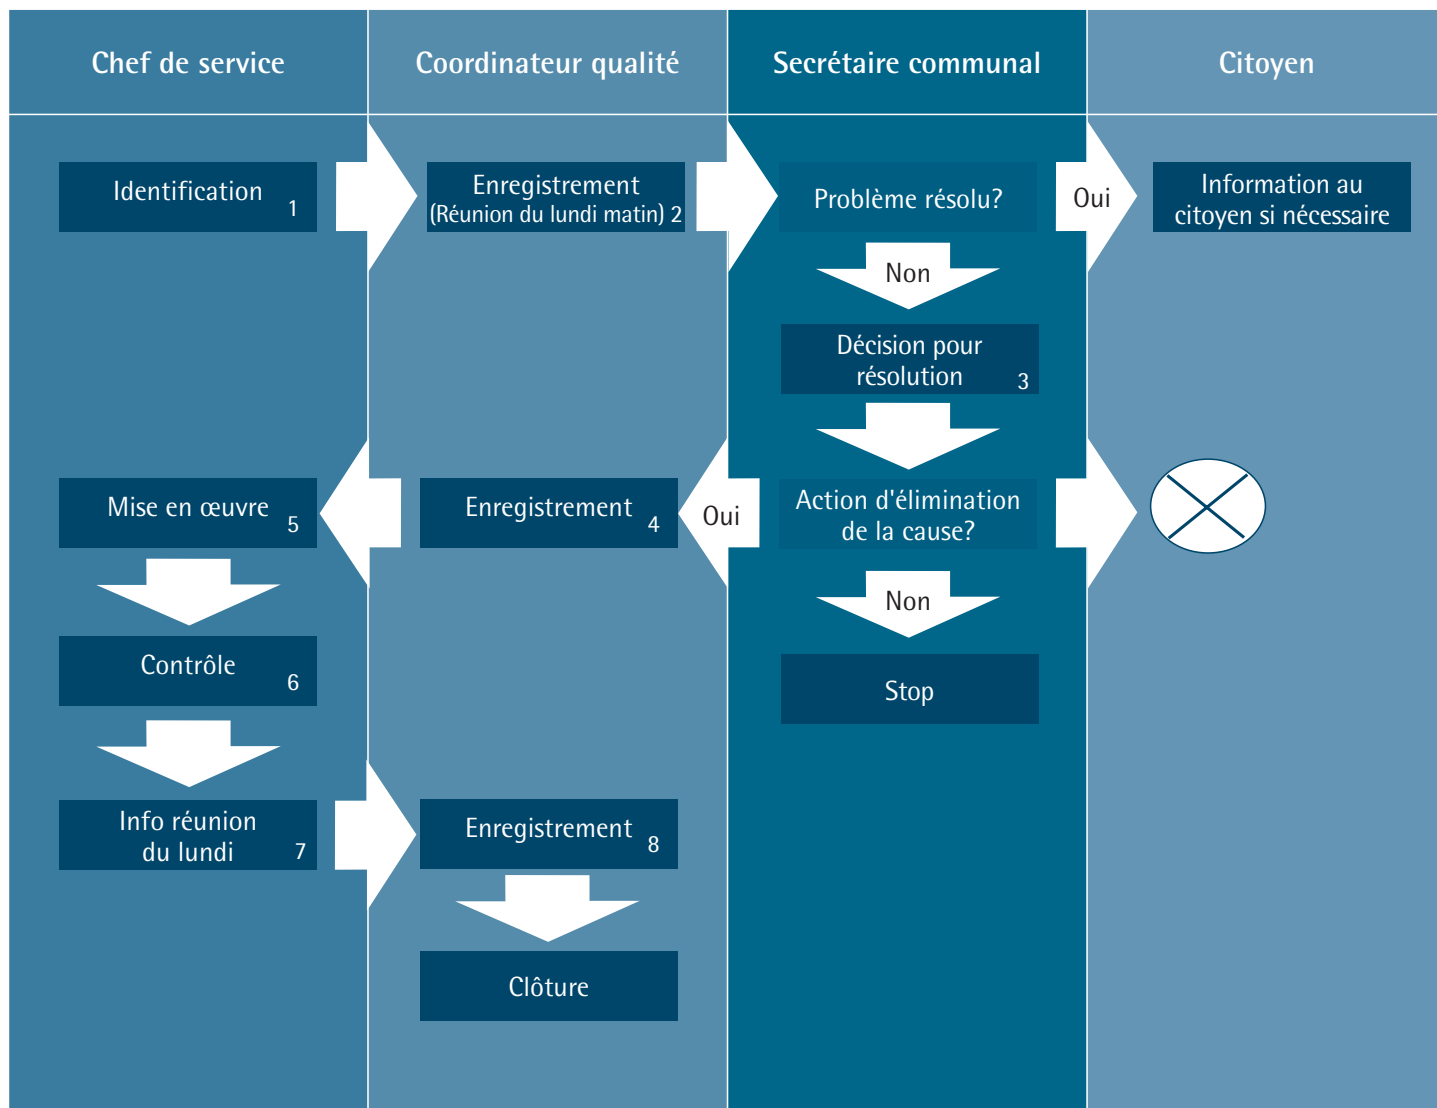 Chef de service
Coordinateur qualité
Secrétaire communal
Citoyen
Identification
1
Enregistrement
(Réunion du lundi matin) 2
Problème résolu?
Oui
Information au
citoyen si nécessaire
Non
Décision pour
résolution
3
Mise en œuvre
5
Enregistrement
4
Oui
Action d'élimination
de la cause?
Non
Contrôle
6
Stop
Info réunion
du lundi
7
Enregistrement
8
Clôture